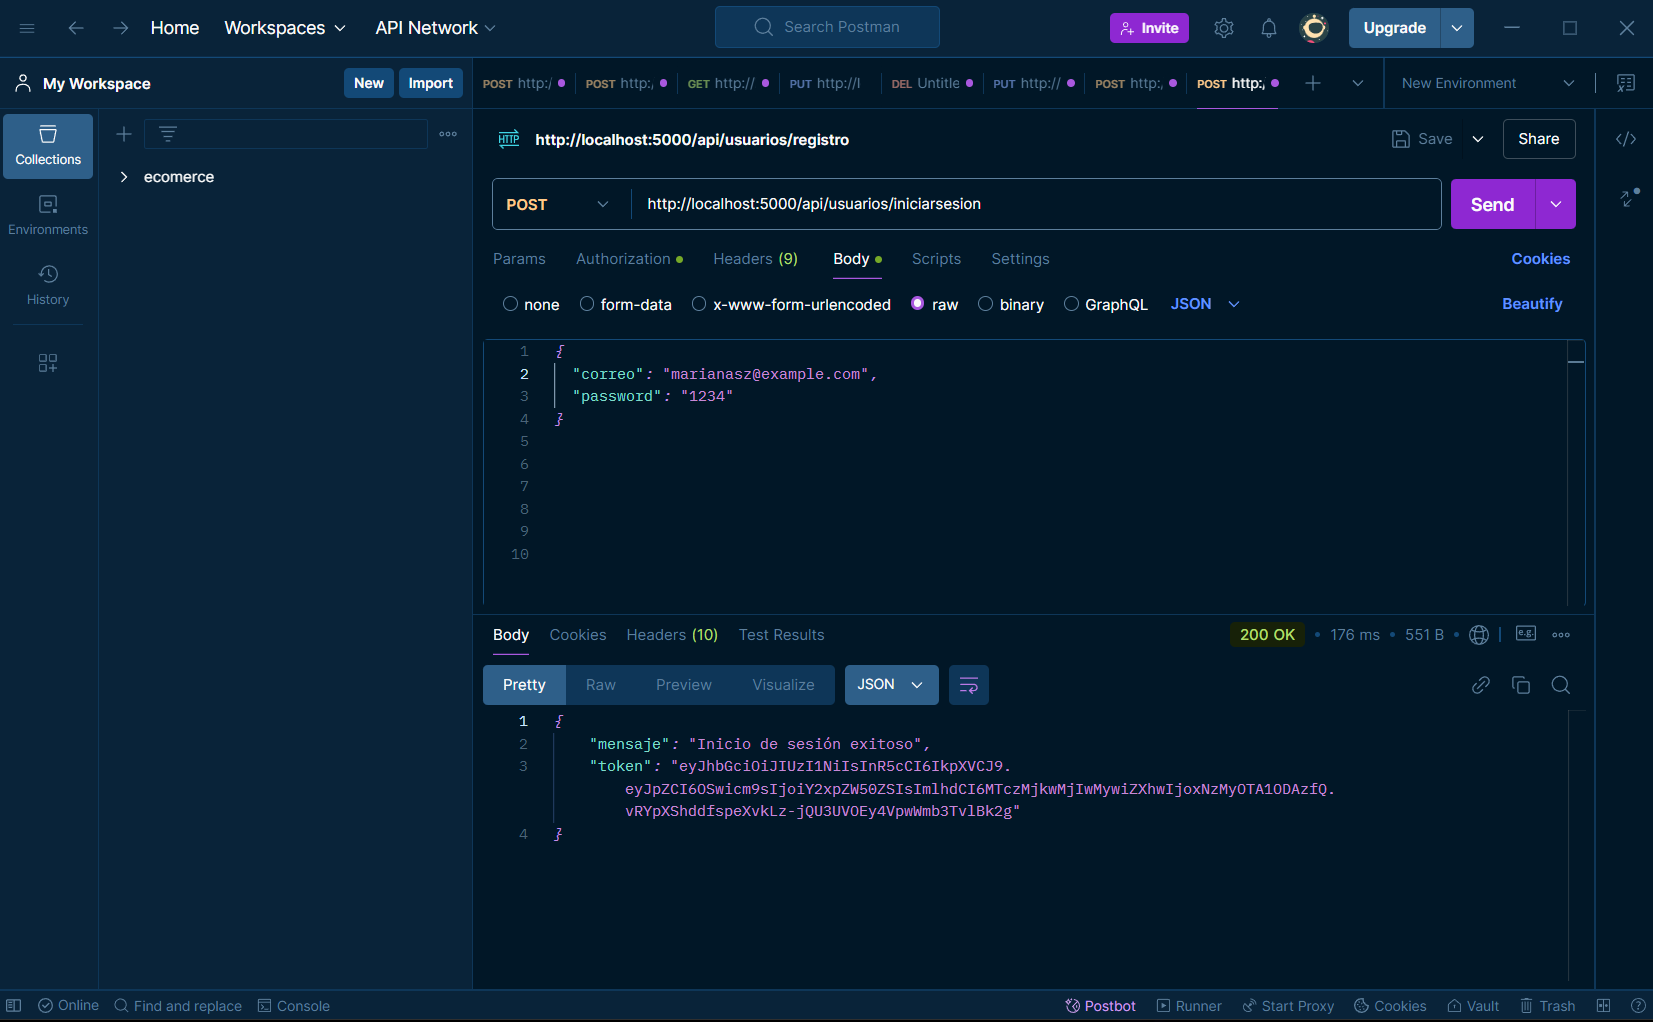 Home Workspaces API Network Search Postman Invite Upgrade
My Workspace New Import POST http:/ POST http:/ GET http:// PUT http://l DEL Untitle PUT http:// POST http:, POST http:/ New Environment
Collections
Environments
History
ecomerce
HTTP http://localhost:5000/api/usuarios/registro Save Share
POST http://localhost:5000/api/usuarios/iniciarsesion Send
Params Authorization Headers (9) Body Scripts Settings Cookies
none form-data x-www-form-urlencoded raw binary GraphQL JSON Beautify
1 {
2 "correo": "marianasz@example.com",
3 "password": "1234"
4 }
5
6
7
8
9
10
Body Cookies Headers (10) Test Results 200 OK • 176 ms • 551 B • e.g.
Pretty Raw Preview Visualize JSON
1 {
2 "mensaje": "Inicio de sesión exitoso",
3 "token": "eyJhbGciOiJIUzI1NiIsInR5cCI6IkpXVCJ9.
eyJpZCI6OSwicm9sIjoiY2xpZW50ZSIsImlhdCI6MTczMjkwMjIwMywiZXhwIjoxNzMyOTA1ODAzfQ.
vRYpXShddfspeXvkLz-jQU3UVOEy4VpwWmb3TvlBk2g"
4 }
Online Find and replace Console Postbot Runner Start Proxy Cookies Vault Trash